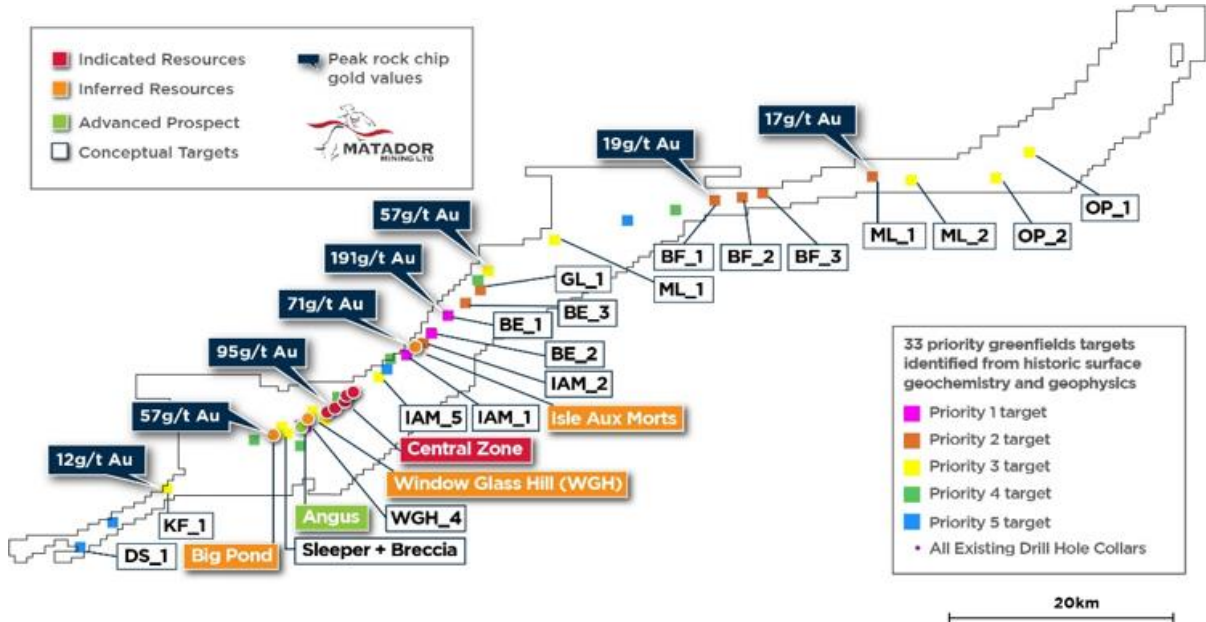 Indicated Resources
Inferred Resources
Advanced Prospect
Conceptual Targets
Peak rock chip
gold values
MATADOR
MINING LTD
17g/t Au
19g/t Au
57g/t Au
191g/t Au
71g/t Au
95g/t Au
57g/t Au
12g/t Au
OP_1
OP_2
ML_2
ML_1
BF_3
BF_2
BF_1
ML_1
GL_1
BE_3
BE_1
BE_2
IAM_2
Isle Aux Morts
IAM_1
IAM_5
Central Zone
Window Glass Hill (WGH)
WGH_4
Angus
Sleeper + Breccia
Big Pond
KF_1
DS_1
33 priority greenfields targets
identified from historic surface
geochemistry and geophysics
Priority 1 target
Priority 2 target
Priority 3 target
Priority 4 target
Priority 5 target
All Existing Drill Hole Collars
20km